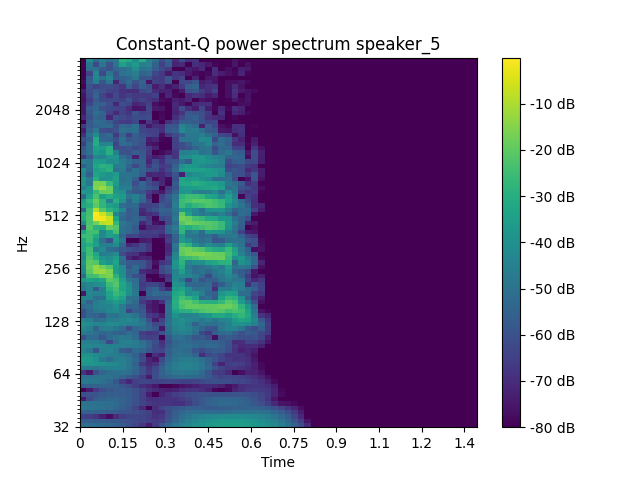 Constant-Q power spectrum speaker_5
Hz
2048
1024
512
256
128
64
32
0 0.15 0.3 0.45 0.6 0.75 0.9 1.1 1.2 1.4
Time
-10 dB
-20 dB
-30 dB
-40 dB
-50 dB
-60 dB
-70 dB
-80 dB